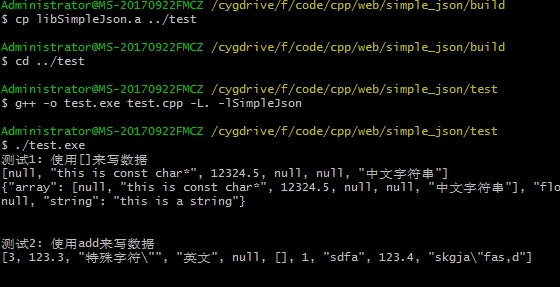 Administrator@MS-20170922FMCZ /cygdrive/f/code/cpp/web/simple_json/build
$ cp libSimpleJson.a ../test
Administrator@MS-20170922FMCZ /cygdrive/f/code/cpp/web/simple_json/build
$ cd ../test
Administrator@MS-20170922FMCZ /cygdrive/f/code/cpp/web/simple_json/test
$ g++ -o test.exe test.cpp -L. -lSimpleJson
Administrator@MS-20170922FMCZ /cygdrive/f/code/cpp/web/simple_json/test
$ ./test.exe
测试1: 使用[]来写数据
[null, "this is const char*", 12324.5, null, null, "中文字符串"]
{"array": [null, "this is const char*", 12324.5, null, null, "中文字符串"], "flo
null, "string": "this is a string"}
测试2: 使用add来写数据
[3, 123.3, "特殊字符\"", "英文", null, [], 1, "sdfa", 123.4, "skgja\"fas,d"]